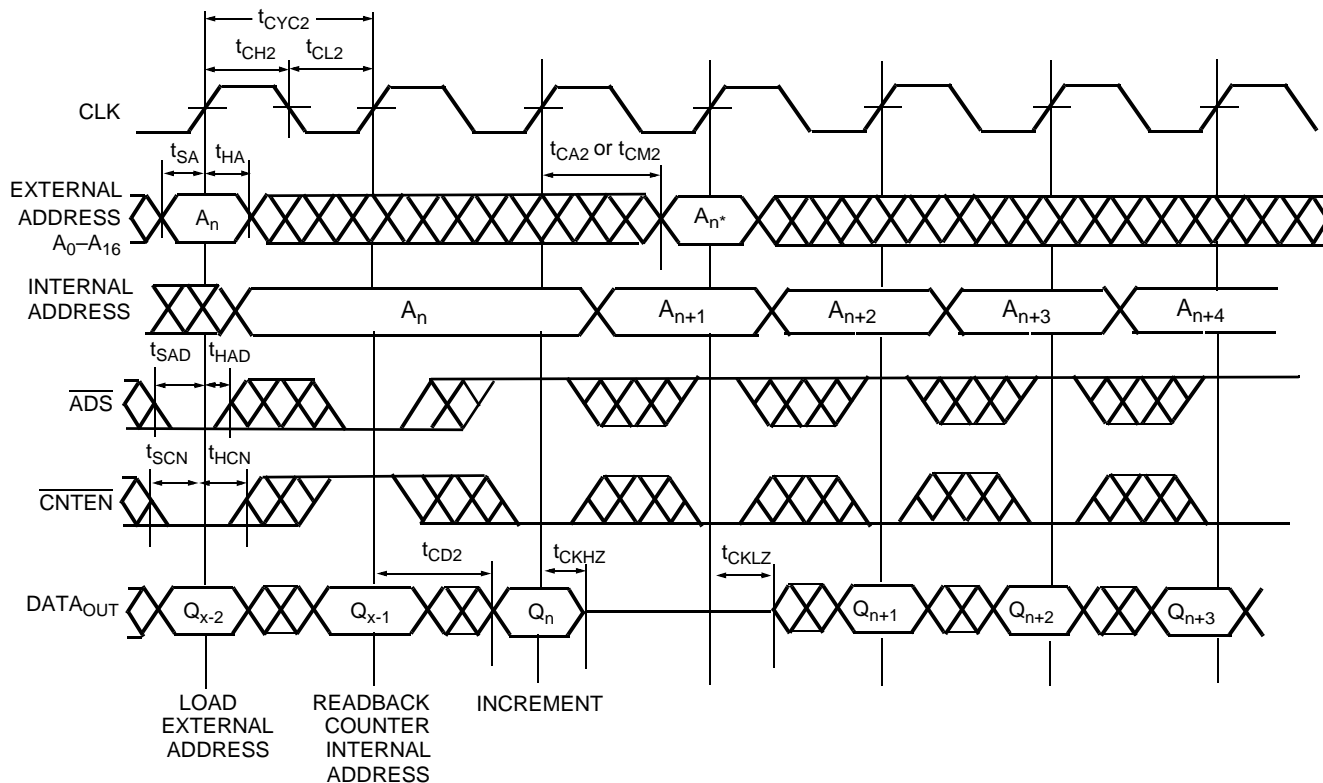 tCYC2
tCH2 tCL2
CLK
tSA tHA tCA2 or tCM2
EXTERNAL
ADDRESS
A0–A16
An An*
INTERNAL
ADDRESS
An An+1 An+2 An+3 An+4
tSAD tHAD
ADS
tSCN tHCN
CNTEN
tCD2 tCKHZ tCKLZ
DATAOUT
Qx-2 Qx-1 Qn Qn+1 Qn+2 Qn+3
LOAD
EXTERNAL
ADDRESS
READBACK
COUNTER
INTERNAL
ADDRESS
INCREMENT